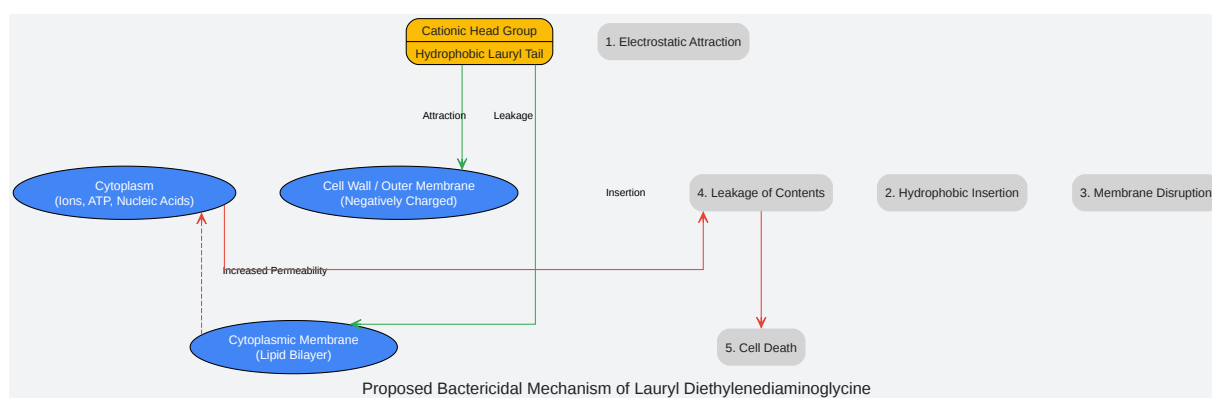 Cationic Head Group
Hydrophobic Lauryl Tail
1. Electrostatic Attraction
Attraction
Leakage
Cytoplasm
(Ions, ATP, Nucleic Acids)
Cell Wall / Outer Membrane
(Negatively Charged)
Insertion
4. Leakage of Contents
2. Hydrophobic Insertion
3. Membrane Disruption
Increased Permeability
Cytoplasmic Membrane
(Lipid Bilayer)
5. Cell Death
Proposed Bactericidal Mechanism of Lauryl Diethylenediaminoglycine